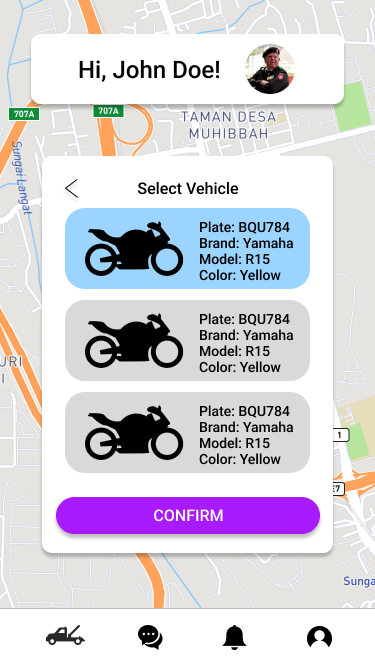 Hi, John Doe!
707A
707A
TAMAN DESA
MUHIBBAH
Sungai Langat
Select Vehicle
Plate: BQU784
Brand: Yamaha
Model: R15
Color: Yellow
Plate: BQU784
Brand: Yamaha
Model: R15
Color: Yellow
URI
I
Plate: BQU784
Brand: Yamaha
Model: R15
Color: Yellow
1
E7
CONFIRM
Sunga